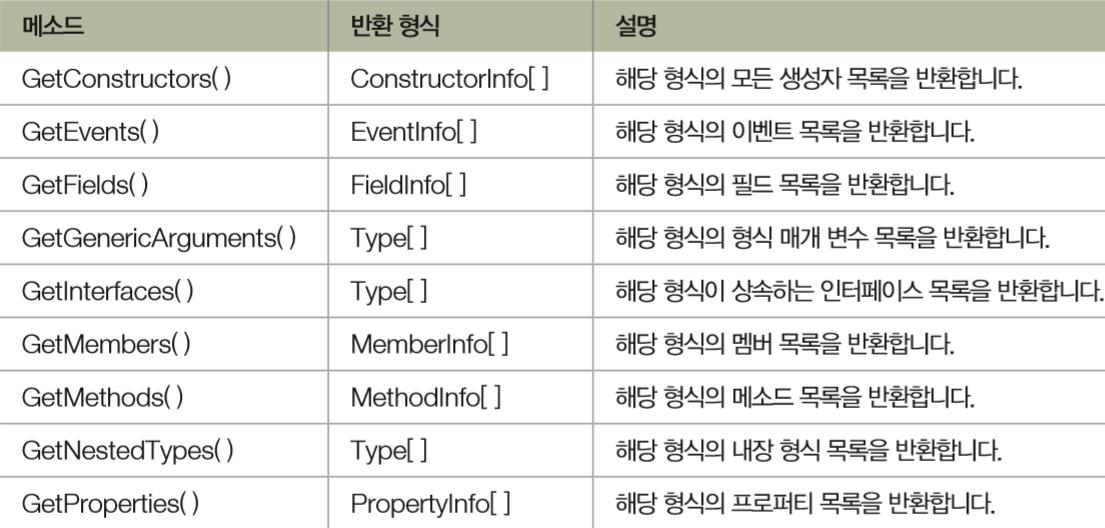 메소드 반환 형식 설명
GetConstructors( ) ConstructorInfo[ ] 해당 형식의 모든 생성자 목록을 반환합니다.
GetEvents( ) EventInfo[ ] 해당 형식의 이벤트 목록을 반환합니다.
GetFields( ) FieldInfo[ ] 해당 형식의 필드 목록을 반환합니다.
GetGenericArguments( ) Type[ ] 해당 형식의 형식 매개 변수 목록을 반환합니다.
GetInterfaces( ) Type[ ] 해당 형식이 상속하는 인터페이스 목록을 반환합니다.
GetMembers( ) MemberInfo[ ] 해당 형식의 멤버 목록을 반환합니다.
GetMethods( ) MethodInfo[ ] 해당 형식의 메소드 목록을 반환합니다.
GetNestedTypes( ) Type[ ] 해당 형식의 내장 형식 목록을 반환합니다.
GetProperties( ) PropertyInfo[ ] 해당 형식의 프로퍼티 목록을 반환합니다.